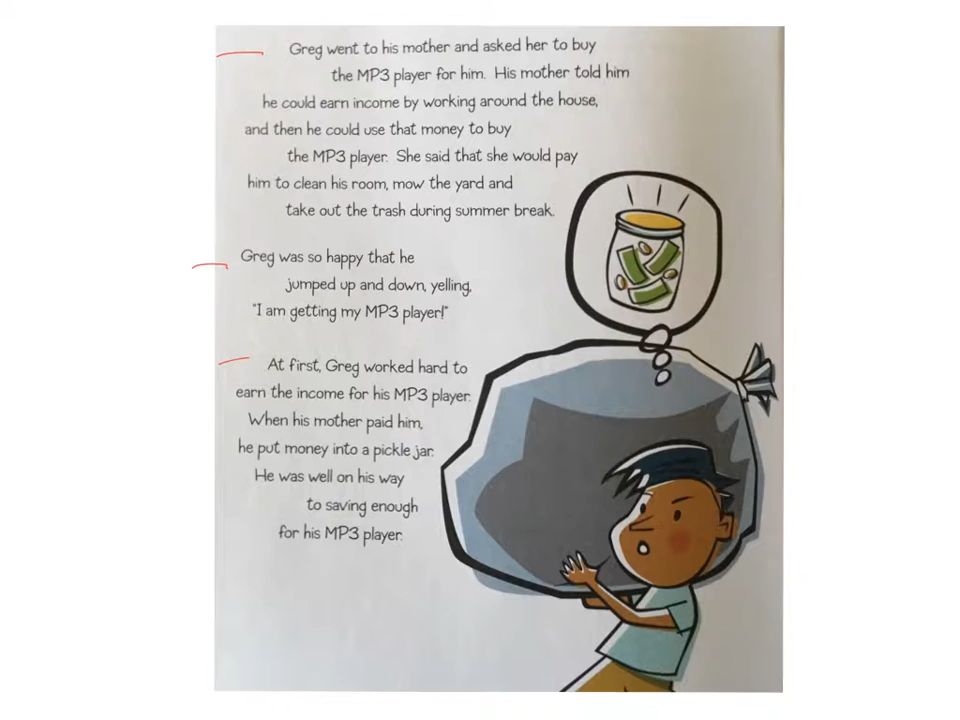 Greg went to his mother and asked her to buy
the MP3 player for him. His mother told him
he could earn income by working around the house,
and then he could use that money to buy
the MP3 player. She said that she would pay
him to clean his room, mow the yard and
take out the trash during summer break.
Greg was so happy that he
jumped up and down, yelling,
"I am getting my MP3 player!"
At first, Greg worked hard to
earn the income for his MP3 player.
When his mother paid him,
he put money into a pickle jar.
He was well on his way
to saving enough
for his MP3 player.